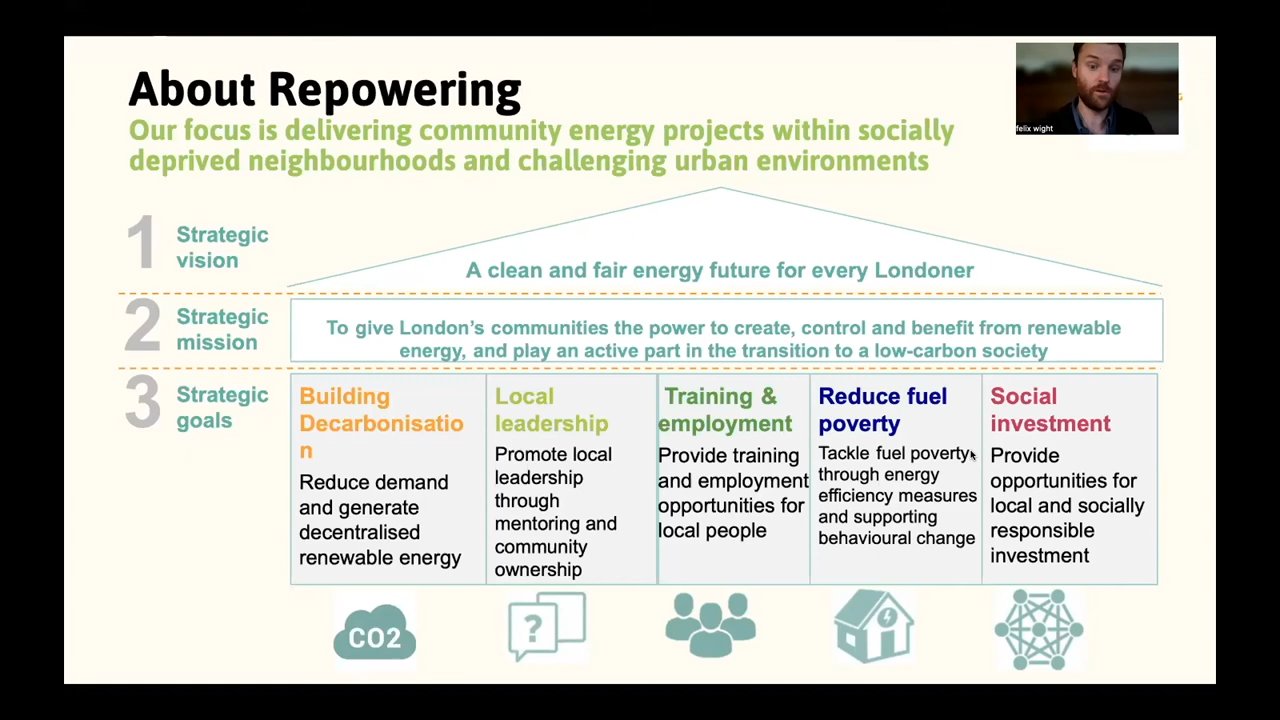 About Repowering
Our focus is delivering community energy projects within socially
deprived neighbourhoods and challenging urban environments
felix wight
1
Strategic
vision
A clean and fair energy future for every Londoner
2
Strategic
mission
To give London's communities the power to create, control and benefit from renewable
energy, and play an active part in the transition to a low-carbon society
3
Strategic
goals
Building
Decarbonisatio
n
Reduce demand
and generate
decentralised
renewable energy
Local
leadership
Promote local
leadership
through
mentoring and
community
ownership
Training &
employment
Provide training
and employment
opportunities for
local people
Reduce fuel
poverty
Tackle fuel poverty
through energy
efficiency measures
and supporting
behavioural change
Social
investment
Provide
opportunities for
local and socially
responsible
investment
CO2
?